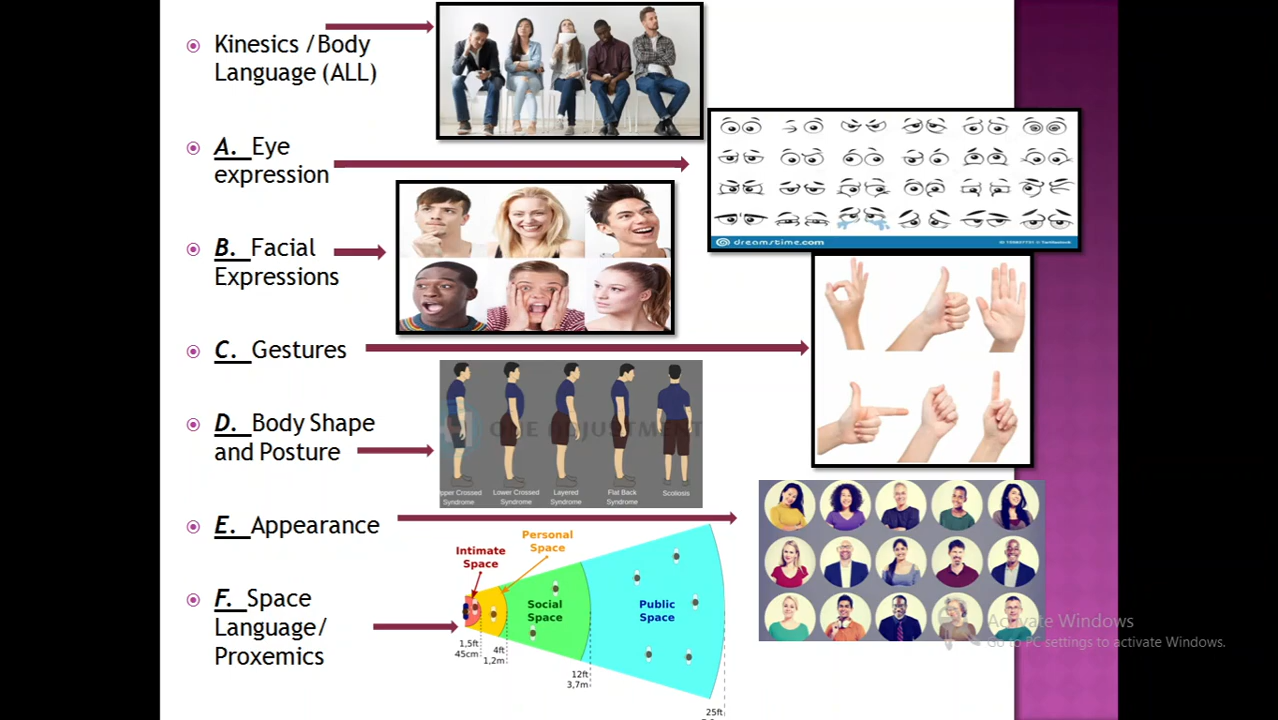 Kinesics /Body
Language (ALL)
A. Eye
expression
dreamstime.com
B. Facial
Expressions
C. Gestures
ONE ADJUSTMENT
D. Body Shape
and Posture
Crossed
Syndrome
Lower Crossed
Syndrome
Layered
Syndrome
Flat Back
Syndrome
Scoliosis
E. Appearance
Personal
Space
Intimate
Space
F. Space
Language/
Proxemics
Social
Space
Public
Space
1,5ft
45cm
4ft
1,2m
12ft
3,7m
25ft
Activate Windows
Go to PC settings to activate Windows.